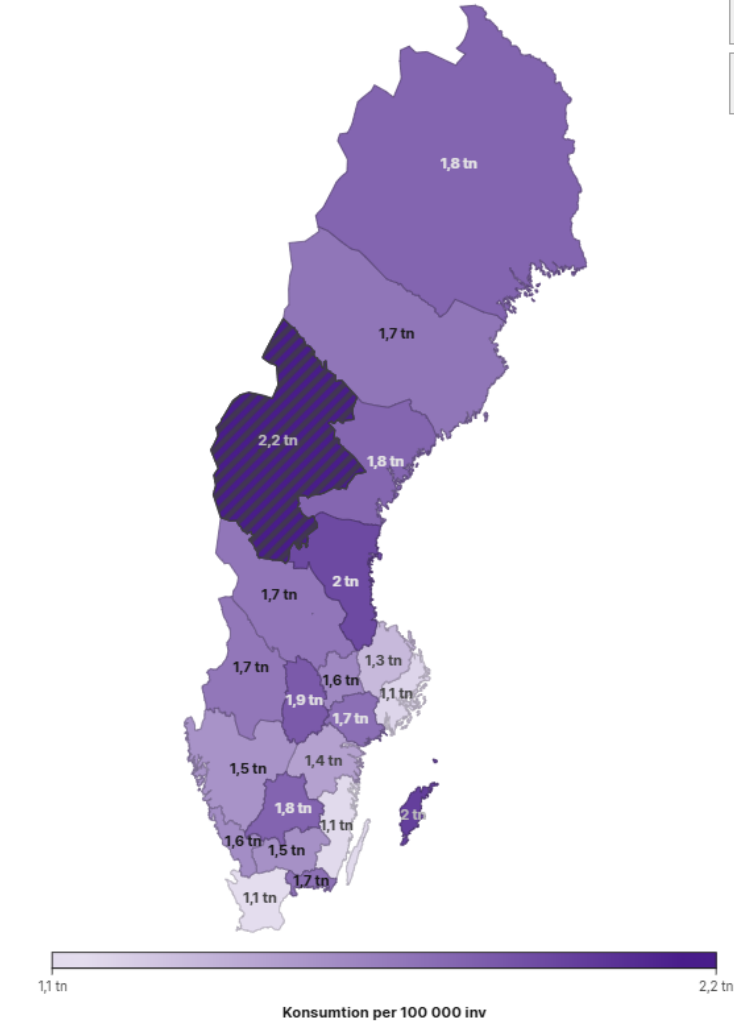 1,8 tn
1,7 tn
2,2 tn
1,8 tn
2 tn
1,7 tn
1,3 tn
1,7 tn
1,6 tn
1,1 tn
1,9 tn
1,7 tn
1,4 tn
1,5 tn
1,8 tn
2 tn
1,1 tn
1,6 tn
1,5 tn
1,7 tn
1,1 tn
1,1 tn
2,2 tn
Konsumtion per 100 000 inv